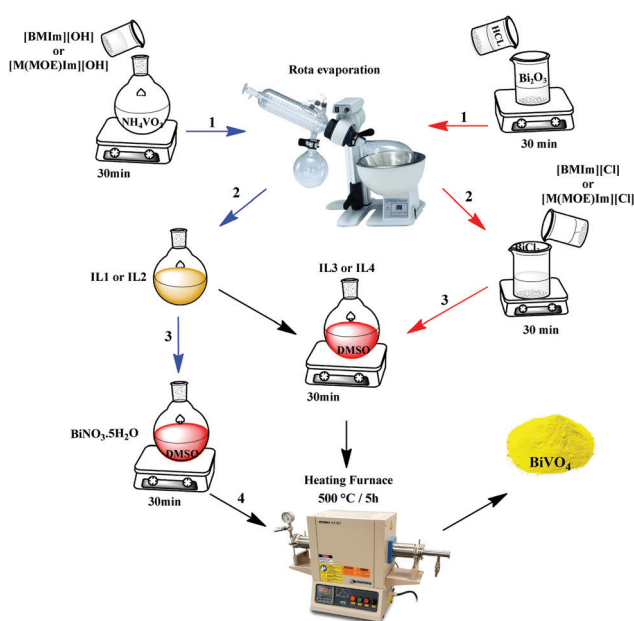 [BMIm][OH]
or
[M(MOE)Im][OH]
NH₄VO₃
30min
1
Rota evaporation
HCL
Bi₂O₃
1
30 min
2
2
[BMIm][Cl]
or
[M(MOE)Im][Cl]
BiCl₃
30 min
IL1 or IL2
IL3 or IL4
3
DMSO
30min
3
BiNO₃.5H₂O
DMSO
30min
4
Heating Furnace
500 °C / 5h
BiVO₄